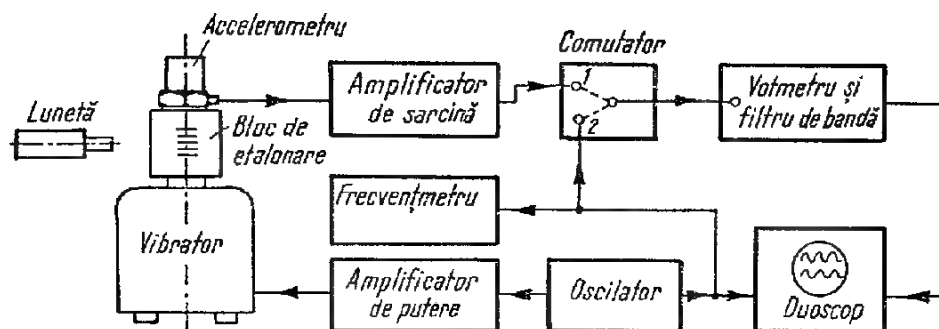 Accelerometru
Comutator
Amplificator
de sarcină
1
2
Votmetru și
filtru de bandă
Lunetă
Bloc de
etalonare
Frecvențmetru
Vibrator
Amplificator
de putere
Oscilator
Duoscop